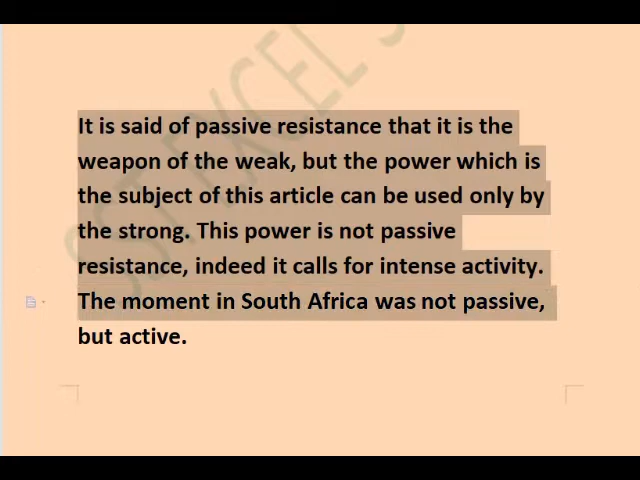 It is said of passive resistance that it is the
weapon of the weak, but the power which is
the subject of this article can be used only by
the strong. This power is not passive
resistance, indeed it calls for intense activity.
The moment in South Africa was not passive,
but active.
SST EXCEL